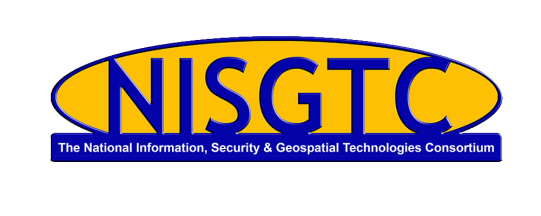 NISGTC
The National Information, Security & Geospatial Technologies Consortium